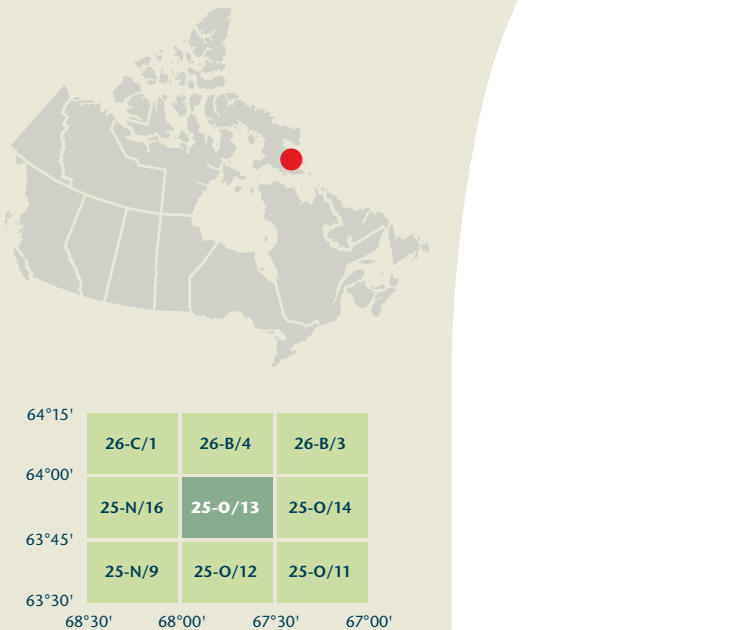 64°15'
26-C/1 26-B/4 26-B/3
64°00'
25-N/16 25-O/13 25-O/14
63°45'
25-N/9 25-O/12 25-O/11
63°30'
68°30' 68°00' 67°30' 67°00'